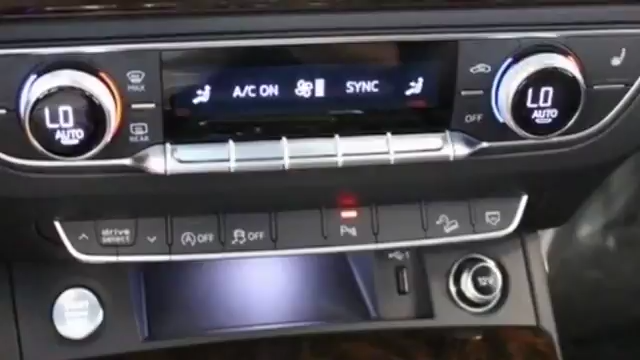 MAX
A/C ON
SYNC
LO
AUTO
LO
AUTO
REAR
OFF
drive
select
OFF
OFF
P
12V